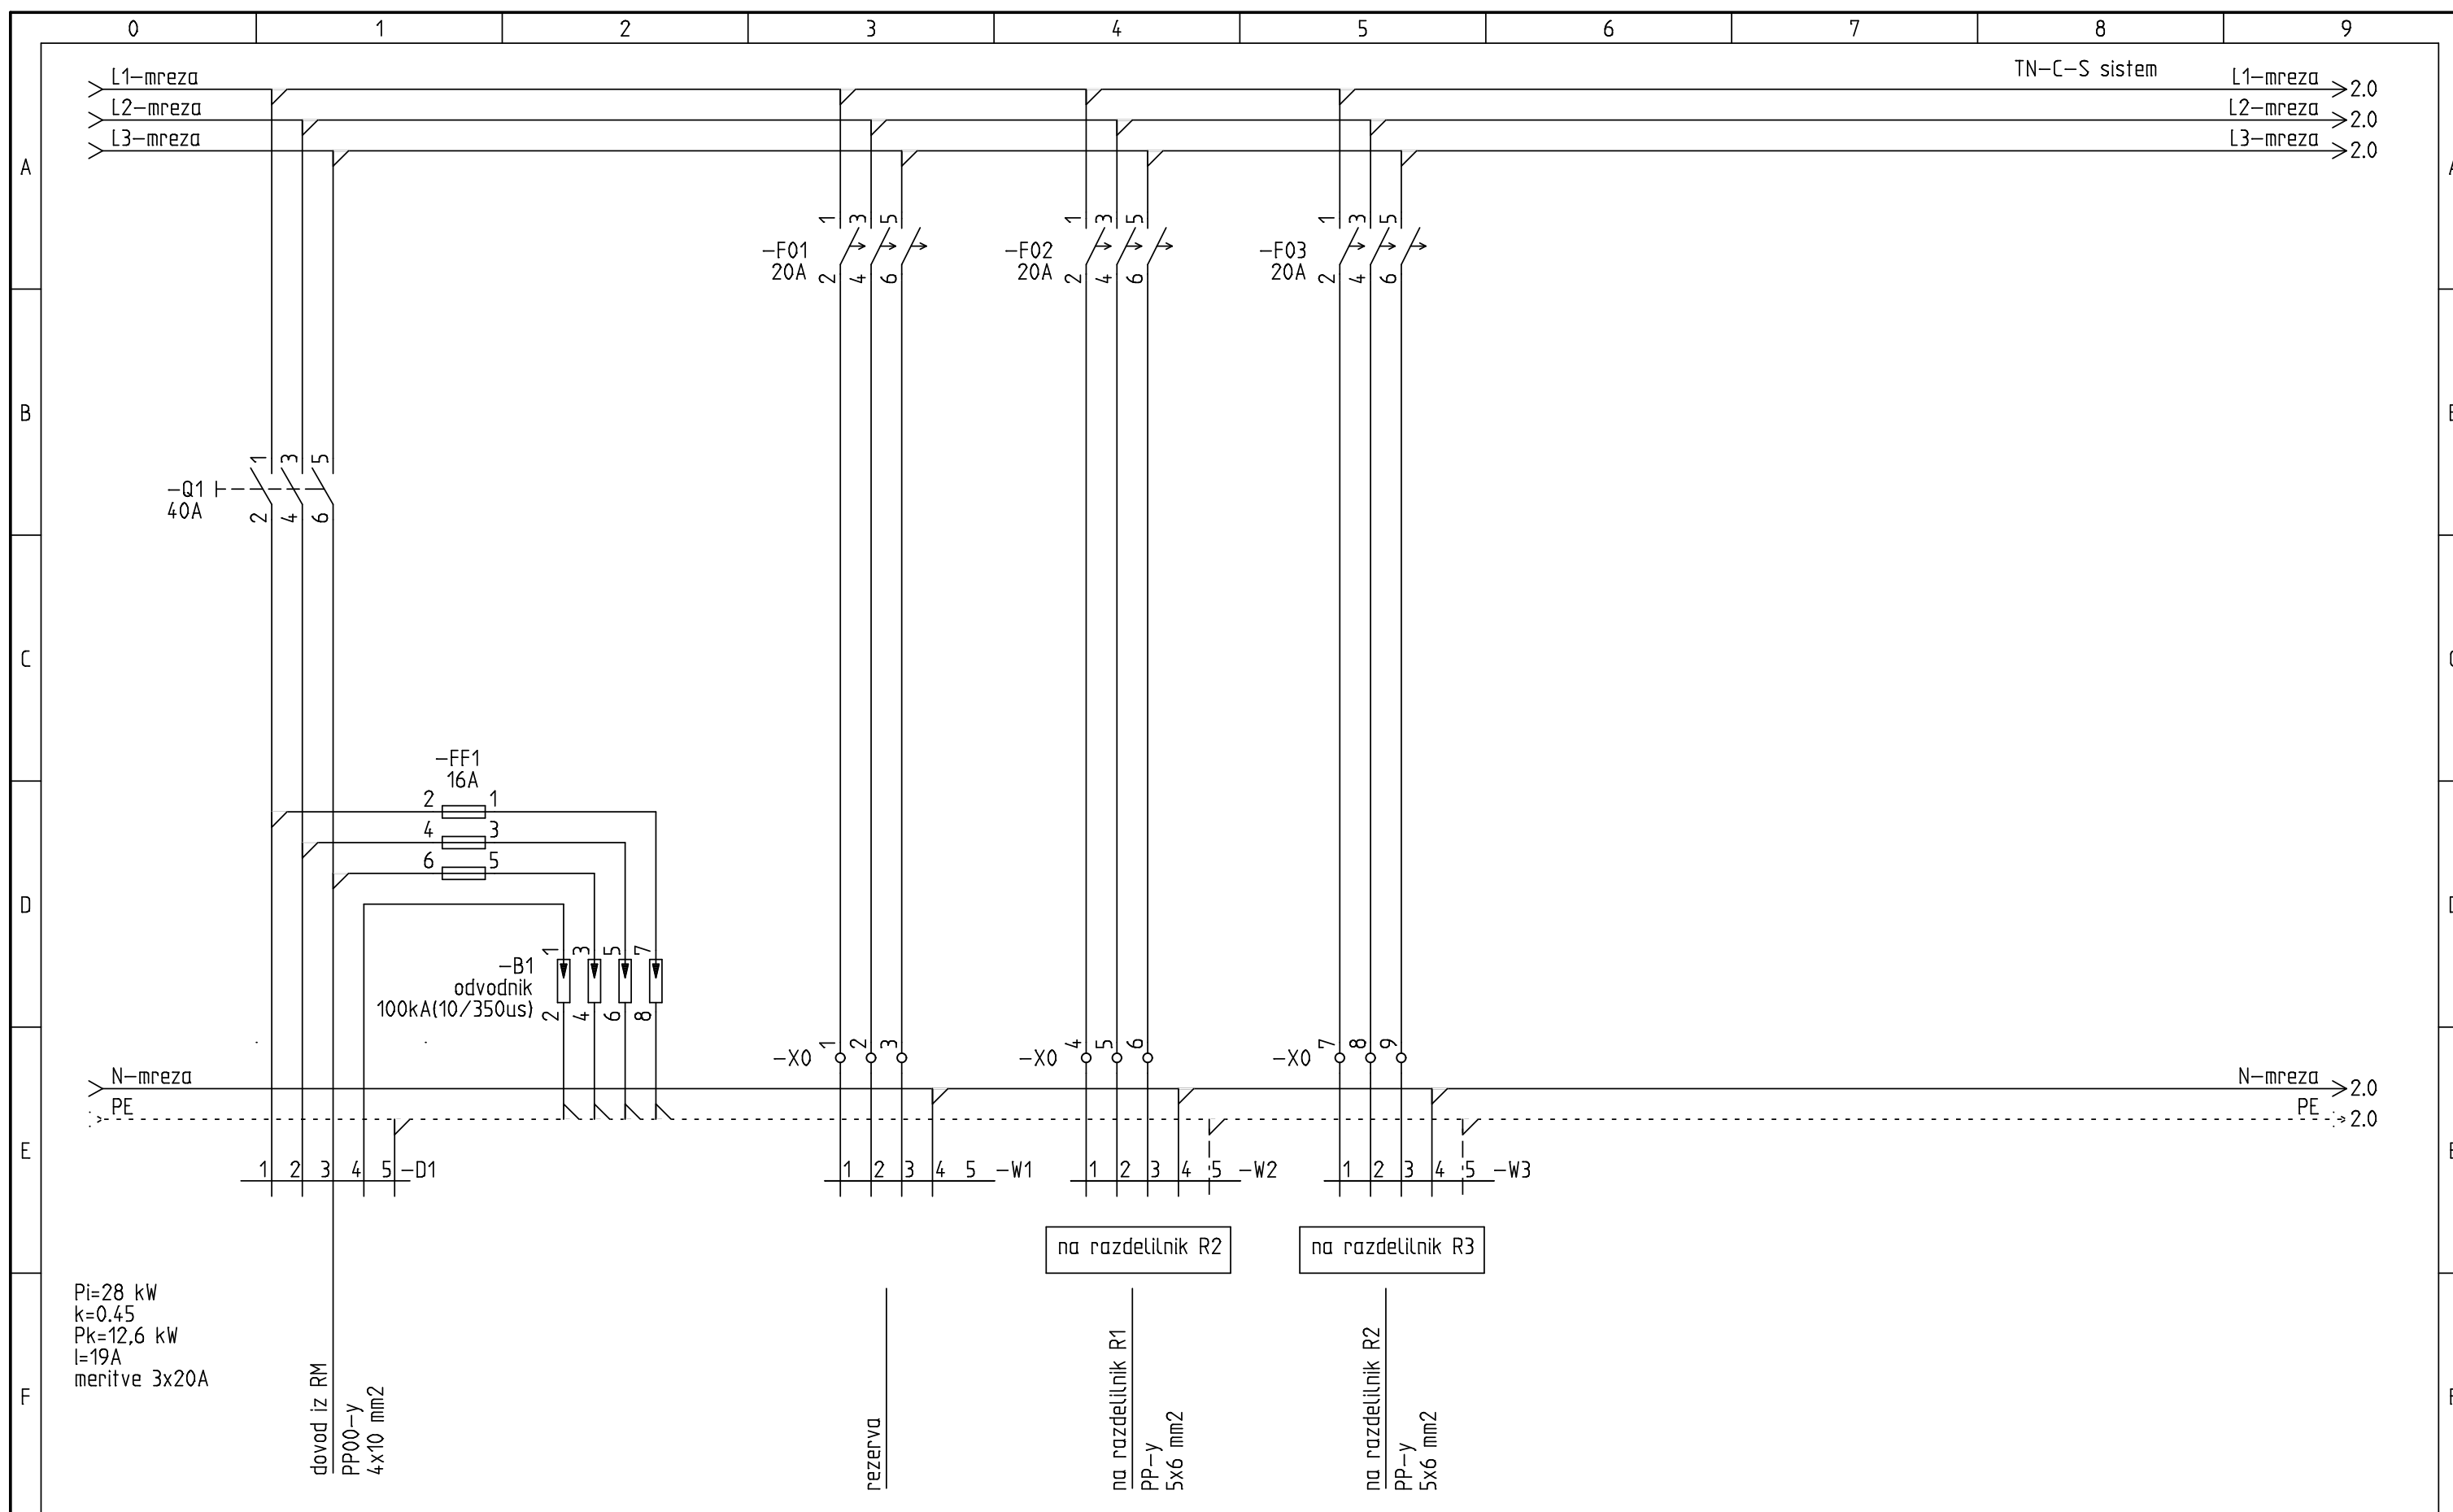 0 1 2 3 4 5 6 7 8 9
TN-C-S sistem
L1-mreza L1-mreza 2.0
L2-mreza L2-mreza 2.0
L3-mreza L3-mreza 2.0
A
1 3 5 1 3 5 1 3 5
-F01 -F02 -F03
20A 20A 20A
2 4 6 2 4 6 2 4 6
B
1 3 5
-Q1
40A
2 4 6
C
-FF1
16A
2 1
4 3
6 5
D
1 3 5 7
-B1
odvodnik
100kA(10/350us)
2 4 6 8
-X0 1 2 3 -X0 4 5 6 -X0 7 8 9
N-mreza N-mreza 2.0
PE PE 2.0
E
1 2 3 4 5 -D1 1 2 3 4 5 -W1 1 2 3 4 5 -W2 1 2 3 4 5 -W3
na razdelilnik R2 na razdelilnik R3
Pi=28 kW
k=0.45
Pk=12,6 kW
I=19A
meritve 3x20A
F
dovod iz RM
PP00-y
4x10 mm2
rezerva
na razdelilnik R1
PP-y
5x6 mm2
na razdelilnik R2
PP-y
5x6 mm2